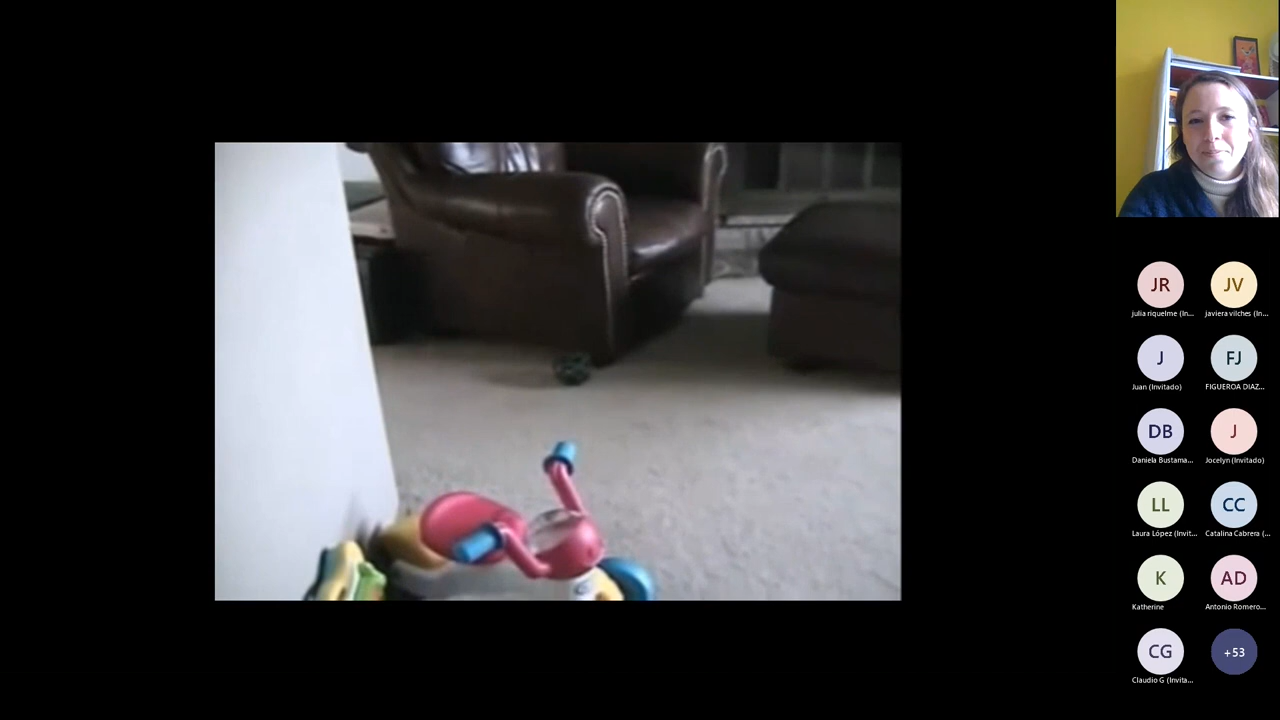 JR
JV
julia riquelme (In...
javiera vilches (In...
J
FJ
Juan (Invitado)
FIGUEROA DIAZ...
DB
J
Daniela Bustama...
Jocelyn (Invitado)
LL
CC
Laura López (Invit...
Catalina Cabrera (...
K
AD
Katherine
Antonio Romero...
CG
+53
Claudio G (Invita...